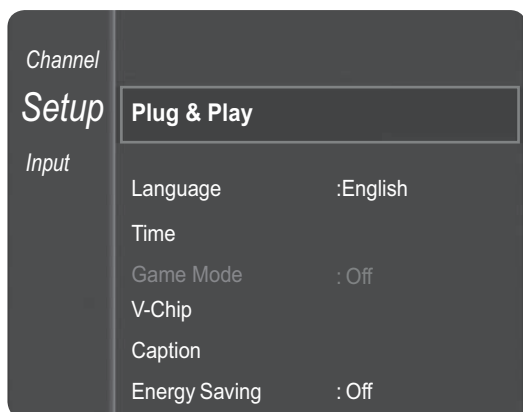 Channel
Setup
Input
Plug & Play
Language :English
Time
Game Mode : Off
V-Chip
Caption
Energy Saving : Off